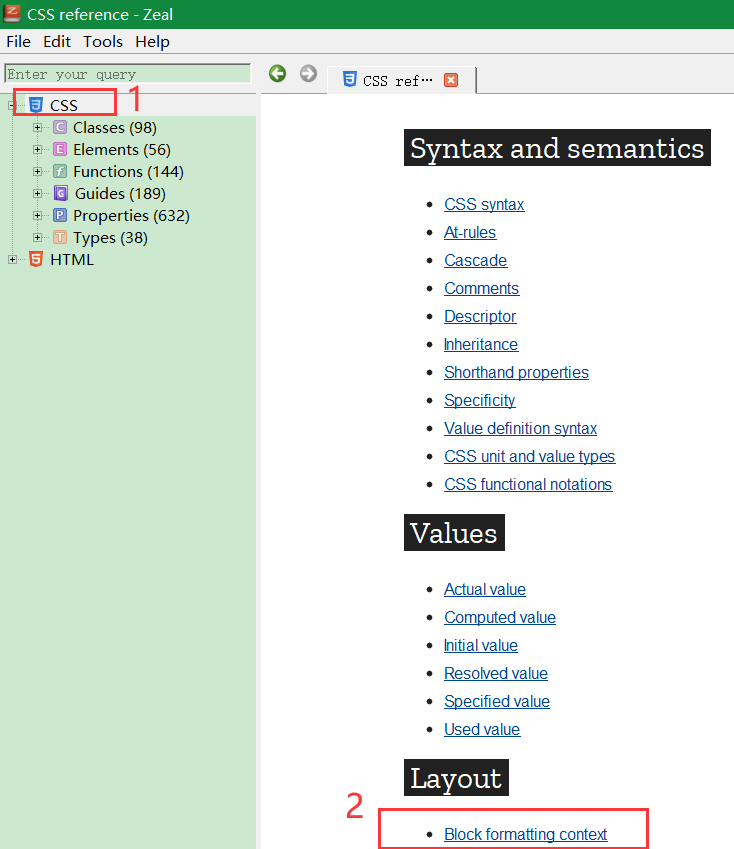 CSS reference - Zeal
File Edit Tools Help
Enter your query
CSS ref...
CSS
1
Classes (98)
Elements (56)
Functions (144)
Guides (189)
Properties (632)
Types (38)
HTML
Syntax and semantics
CSS syntax
At-rules
Cascade
Comments
Descriptor
Inheritance
Shorthand properties
Specificity
Value definition syntax
CSS unit and value types
CSS functional notations
Values
Actual value
Computed value
Initial value
Resolved value
Specified value
Used value
Layout
2
Block formatting context